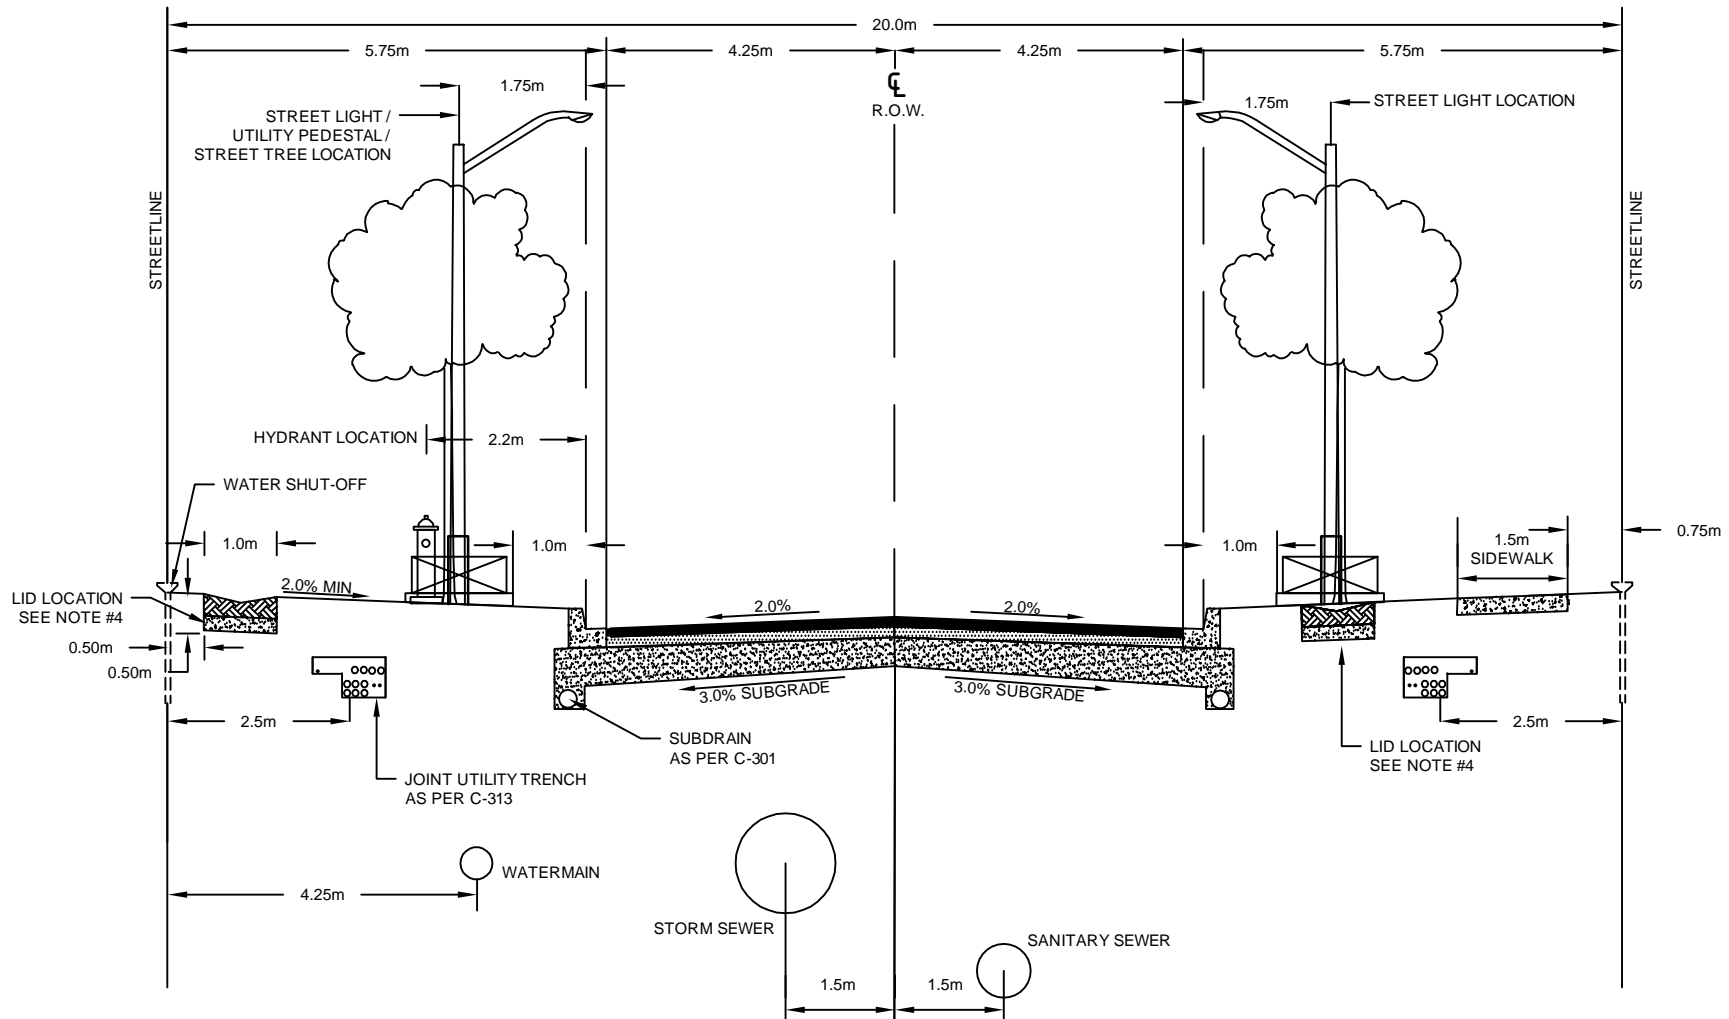 20.0m
5.75m
4.25m
4.25m
5.75m
1.75m
1.75m
℄
R.O.W.
STREET LIGHT /
UTILITY PEDESTAL /
STREET TREE LOCATION
STREET LIGHT LOCATION
STREETLINE
STREETLINE
HYDRANT LOCATION
2.2m
WATER SHUT-OFF
1.0m
1.0m
1.0m
1.5m
SIDEWALK
0.75m
LID LOCATION
SEE NOTE #4
2.0% MIN
2.0%
2.0%
0.50m
0.50m
3.0% SUBGRADE
3.0% SUBGRADE
2.5m
2.5m
SUBDRAIN
AS PER C-301
LID LOCATION
SEE NOTE #4
JOINT UTILITY TRENCH
AS PER C-313
WATERMAIN
4.25m
STORM SEWER
SANITARY SEWER
1.5m
1.5m